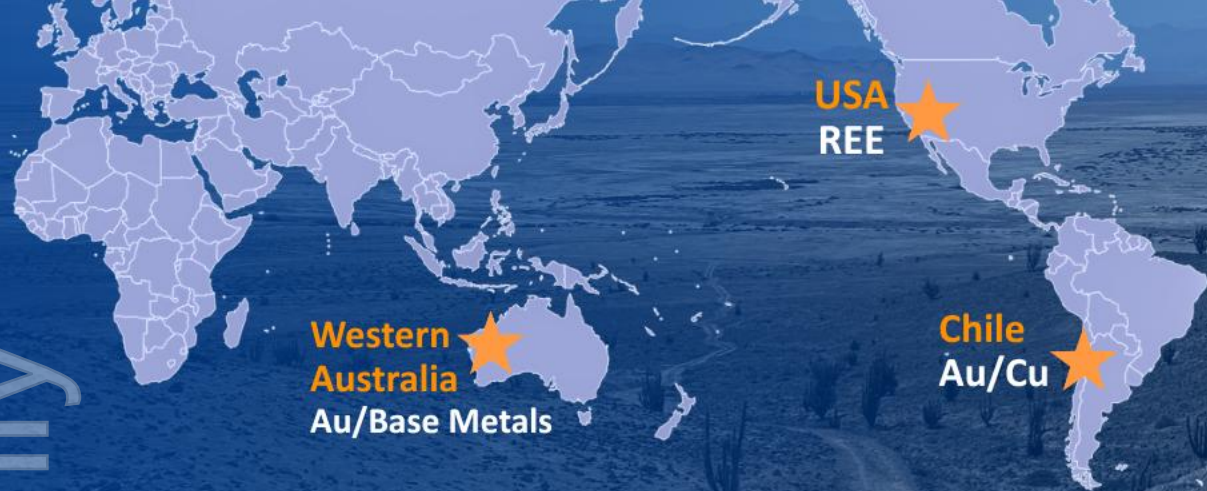 USA
REE
Western
Australia
Au/Base Metals
Chile
Au/Cu